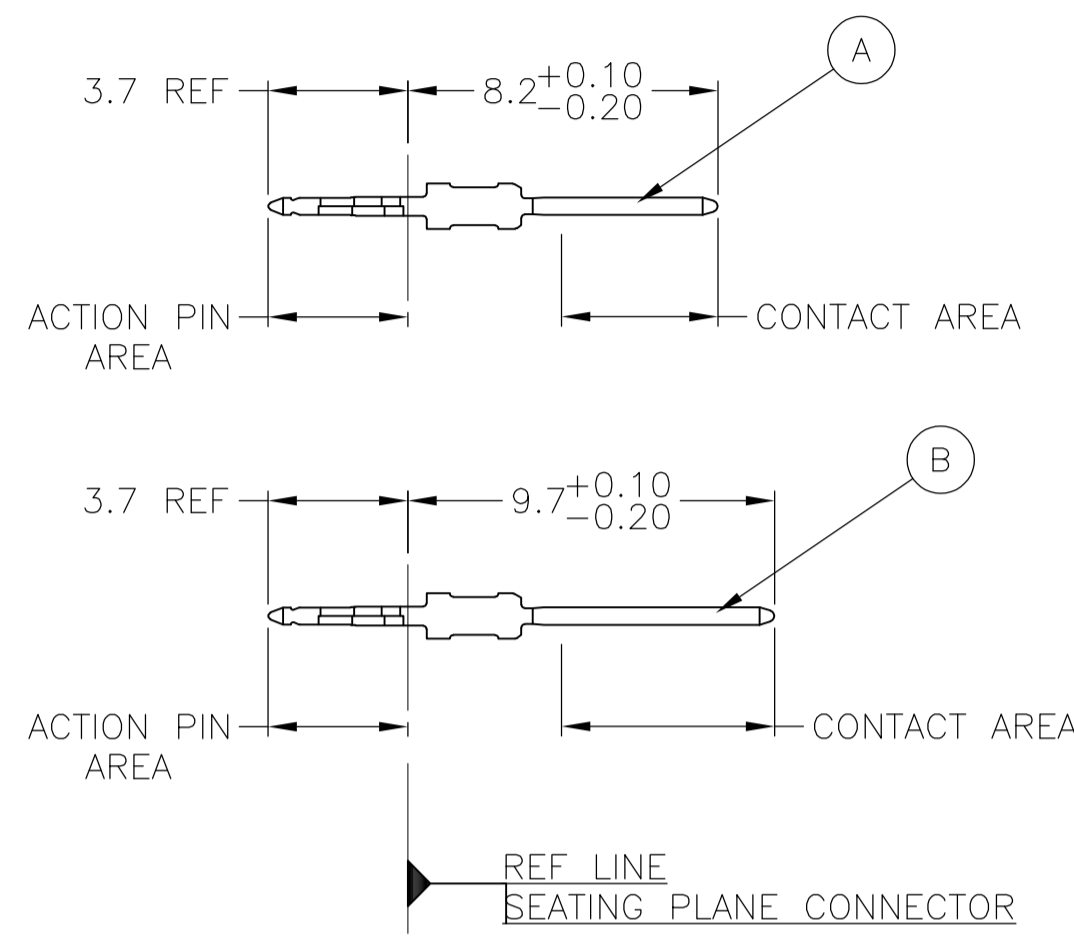 A
3.7 REF
8.2 +0.10 -0.20
ACTION PIN
AREA
CONTACT AREA
B
3.7 REF
9.7 +0.10 -0.20
ACTION PIN
AREA
CONTACT AREA
REF LINE
SEATING PLANE CONNECTOR